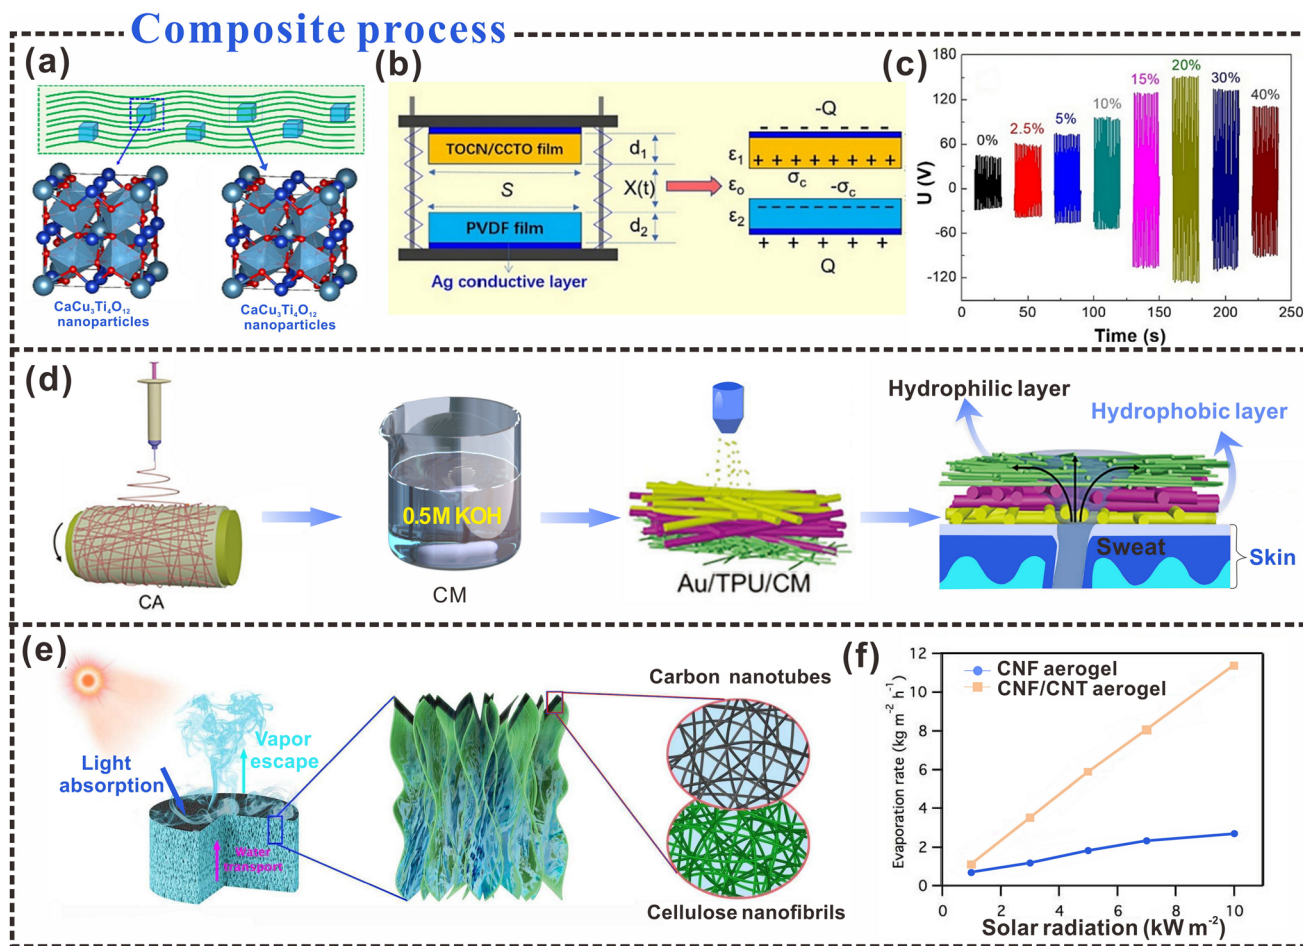 Composite process
(a)
CaCu₃Ti₄O₁₂
nanoparticles
CaCu₃Ti₄O₁₂
nanoparticles
(b)
TOCN/CCTO film
S
PVDF film
Ag conductive layer
d₁
X(t)
d₂
-Q
ε₁
+ + + + + + + +
σc
ε₀
-σc
ε₂
+ + + + + +
Q
(c)
U (V)
180
120
60
0
-60
-120
0%
2.5%
5%
10%
15%
20%
30%
40%
0 50 100 150 200 250
Time (s)
(d)
CA
0.5M KOH
CM
Au/TPU/CM
Hydrophilic layer
Hydrophobic layer
Sweat
Skin
(e)
Light
absorption
Vapor
escape
Water
transport
Carbon nanotubes
Cellulose nanofibrils
(f)
Evaporation rate (kg m⁻² h⁻¹)
12
10
8
6
4
2
0
CNF aerogel
CNF/CNT aerogel
0 2 4 6 8 10
Solar radiation (kW m⁻²)